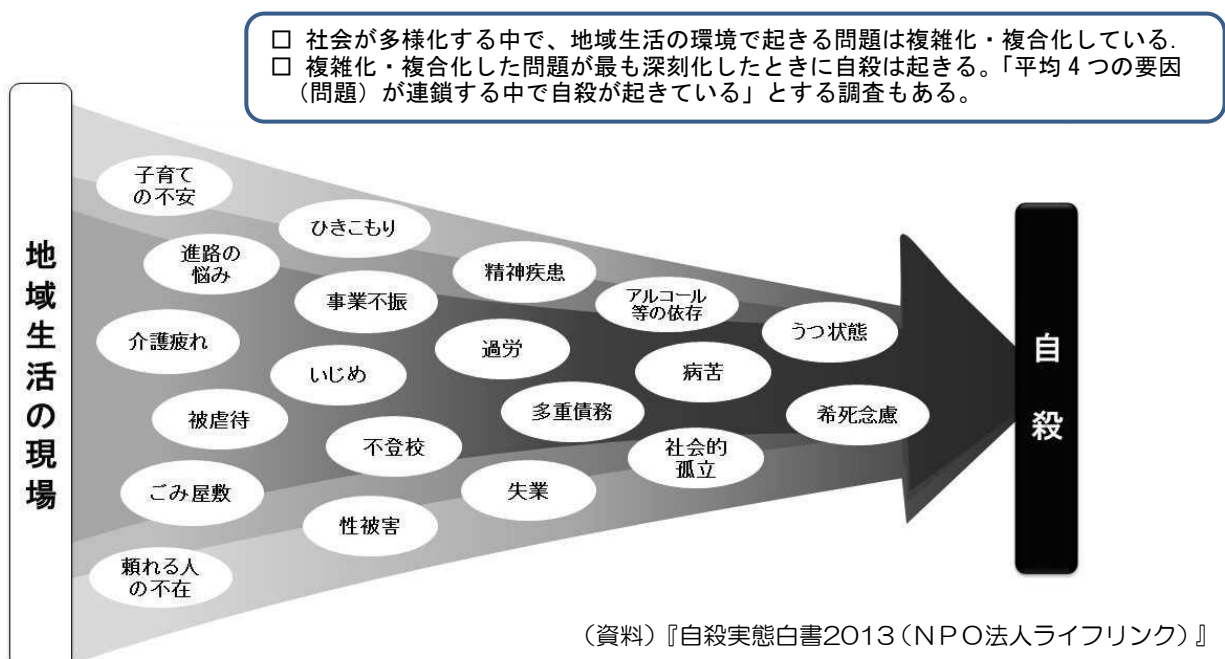 □ 社会が多様化する中で、地域生活の環境で起きる問題は複雑化・複合化している.
□ 複雑化・複合化した問題が最も深刻化したときに自殺は起きる。「平均4つの要因
（問題）が連鎖する中で自殺が起きている」とする調査もある。
地域生活の現場
子育て
の不安
進路の
悩み
介護疲れ
被虐待
ごみ屋敷
頼れる人
の不在
ひきこもり
事業不振
いじめ
不登校
性被害
精神疾患
過労
多重債務
失業
アルコール
等の依存
病苦
社会的
孤立
うつ状態
希死念慮
自殺
（資料）『自殺実態白書2013（NPO法人ライフリンク）』